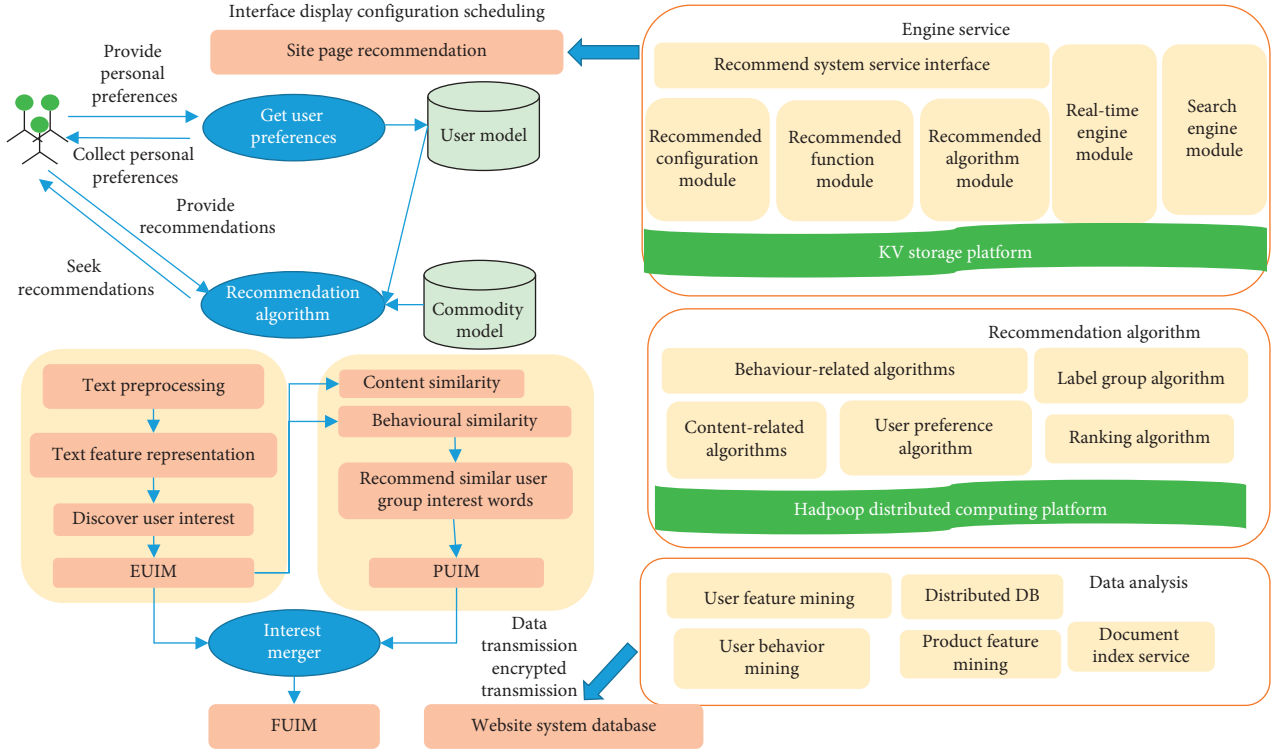 Interface display configuration scheduling
Site page recommendation
Provide
personal
preferences
Get user
preferences
User model
Collect personal
preferences
Provide
recommendations
Seek
recommendations
Recommendation
algorithm
Commodity
model
Engine service
Recommend system service interface
Recommended
configuration
module
Recommended
function
module
Recommended
algorithm
module
Real-time
engine
module
Search
engine
module
KV storage platform
Text preprocessing
Text feature representation
Discover user interest
EUIM
Content similarity
Behavioural similarity
Recommend similar user
group interest words
PUIM
Interest
merger
FUIM
Recommendation algorithm
Behaviour-related algorithms
Label group algorithm
Content-related
algorithms
User preference
algorithm
Ranking algorithm
Hadpoop distributed computing platform
Data analysis
User feature mining
Distributed DB
User behavior
mining
Product feature
mining
Document
index service
Data
transmission
encrypted
transmission
Website system database